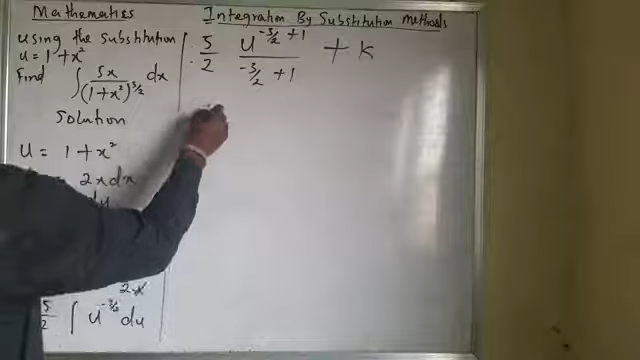 Mathematics
Integration By Substitution Methods
Using the substitution
u = 1 + x²
Find ∫ 5x/(1+x²)^3/2 dx
Solution
u = 1 + x²
= 2x dx
du
2x
5/2 ∫ u^-3/2 du
5/2 u^-3/2 +1 / -3/2 +1 + k